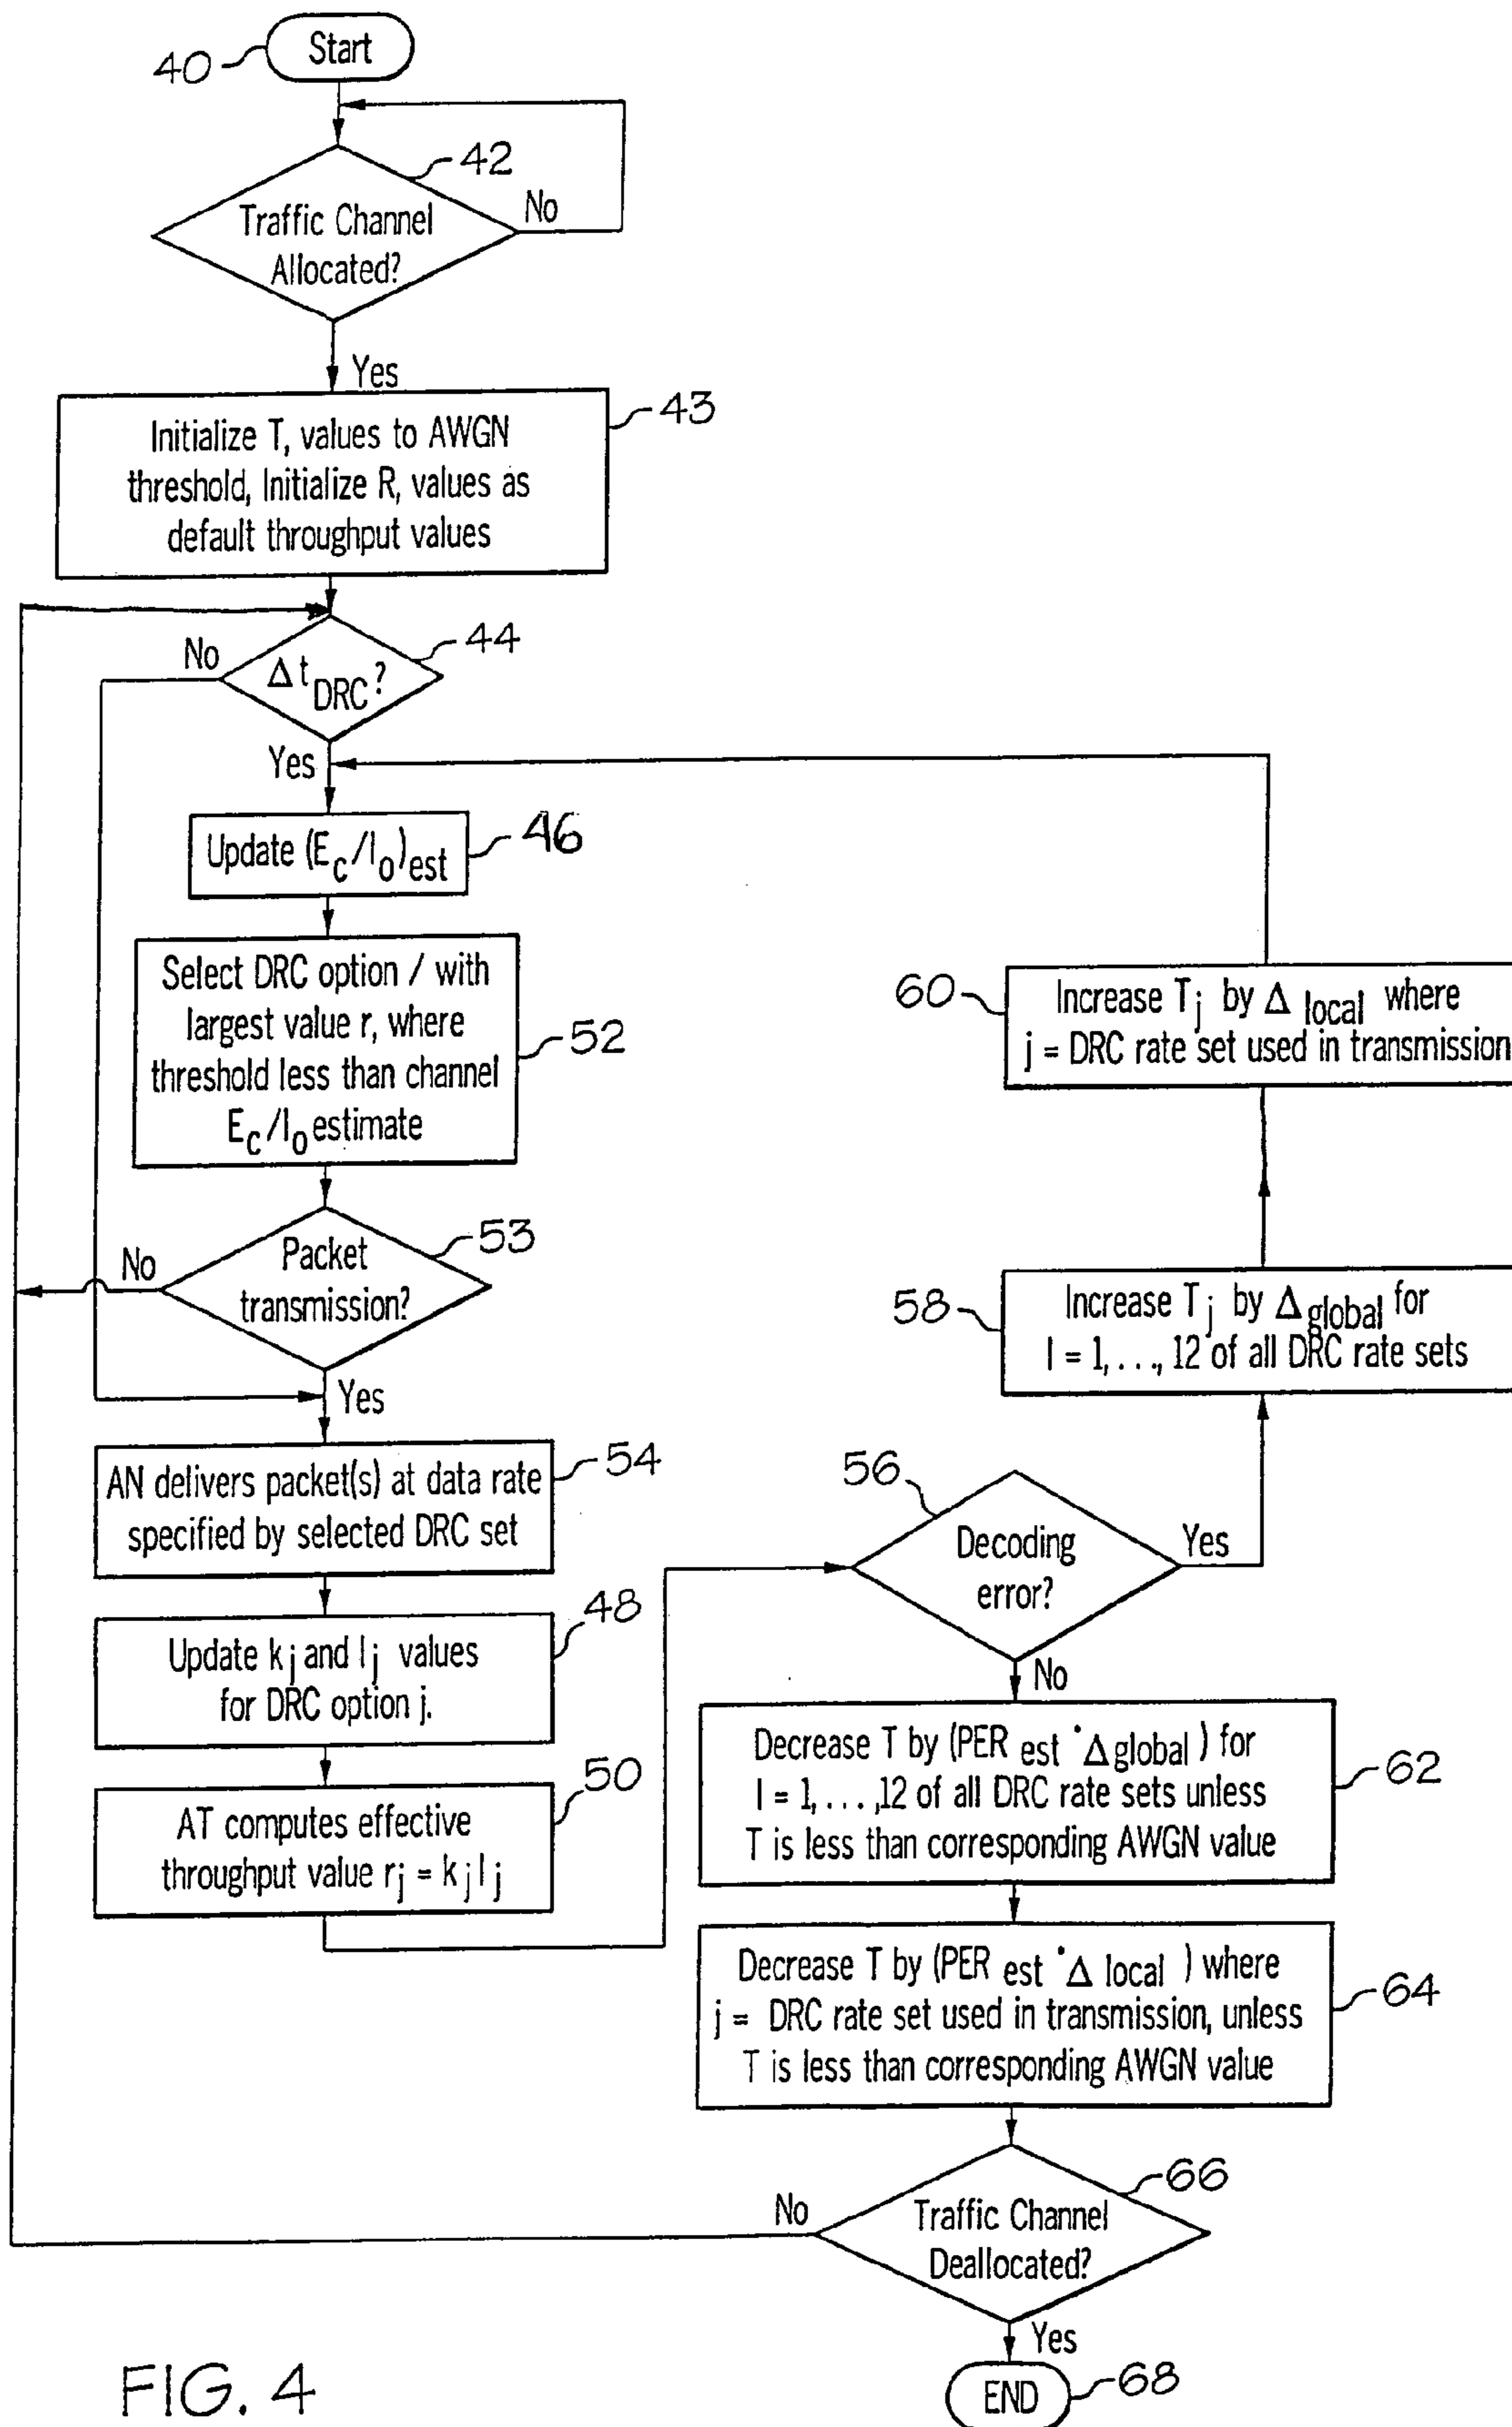 40
Start
42
Traffic Channel
Allocated?
No
Yes
43
Initialize T, values to AWGN
threshold, Initialize R, values as
default throughput values
44
No
Δ t DRC?
Yes
Update (Ec/Io)est
46
Select DRC option / with
largest value r, where
threshold less than channel
Ec/Io estimate
52
60
Increase Tj by Δ local where
j = DRC rate set used in transmission
No
Packet
transmission?
53
58
Increase Tj by Δglobal for
I = 1, . . ., 12 of all DRC rate sets
Yes
AN delivers packet(s) at data rate
specified by selected DRC set
54
56
Decoding
error?
Yes
No
Update kj and lj values
for DRC option j.
48
AT computes effective
throughput value rj = kjlj
50
Decrease T by (PER est · Δglobal ) for
I = 1, . . . ,12 of all DRC rate sets unless
T is less than corresponding AWGN value
62
Decrease T by (PER est · Δ local ) where
j = DRC rate set used in transmission, unless
T is less than corresponding AWGN value
64
66
No
Traffic Channel
Deallocated?
Yes
END
68
FIG. 4